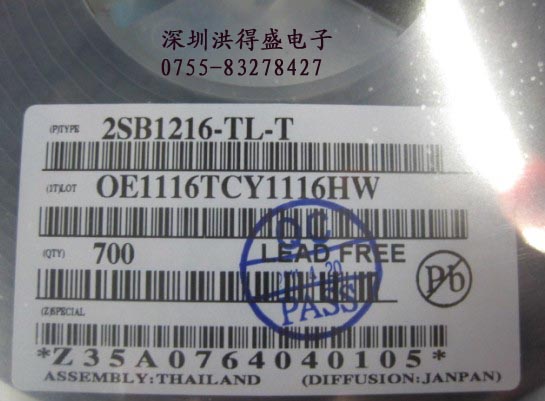 深圳洪得盛电子
0755-83278427
(P)TYPE 2SB1216-TL-T
(1T)LOT OE1116TCY1116HW
(QTY) 700 LEAD FREE
QC
20
PASS
Pb
(Z)SPECIAL
*Z35A0764040105*
ASSEMBLY:THAILAND (DIFFUSION:JANPAN)